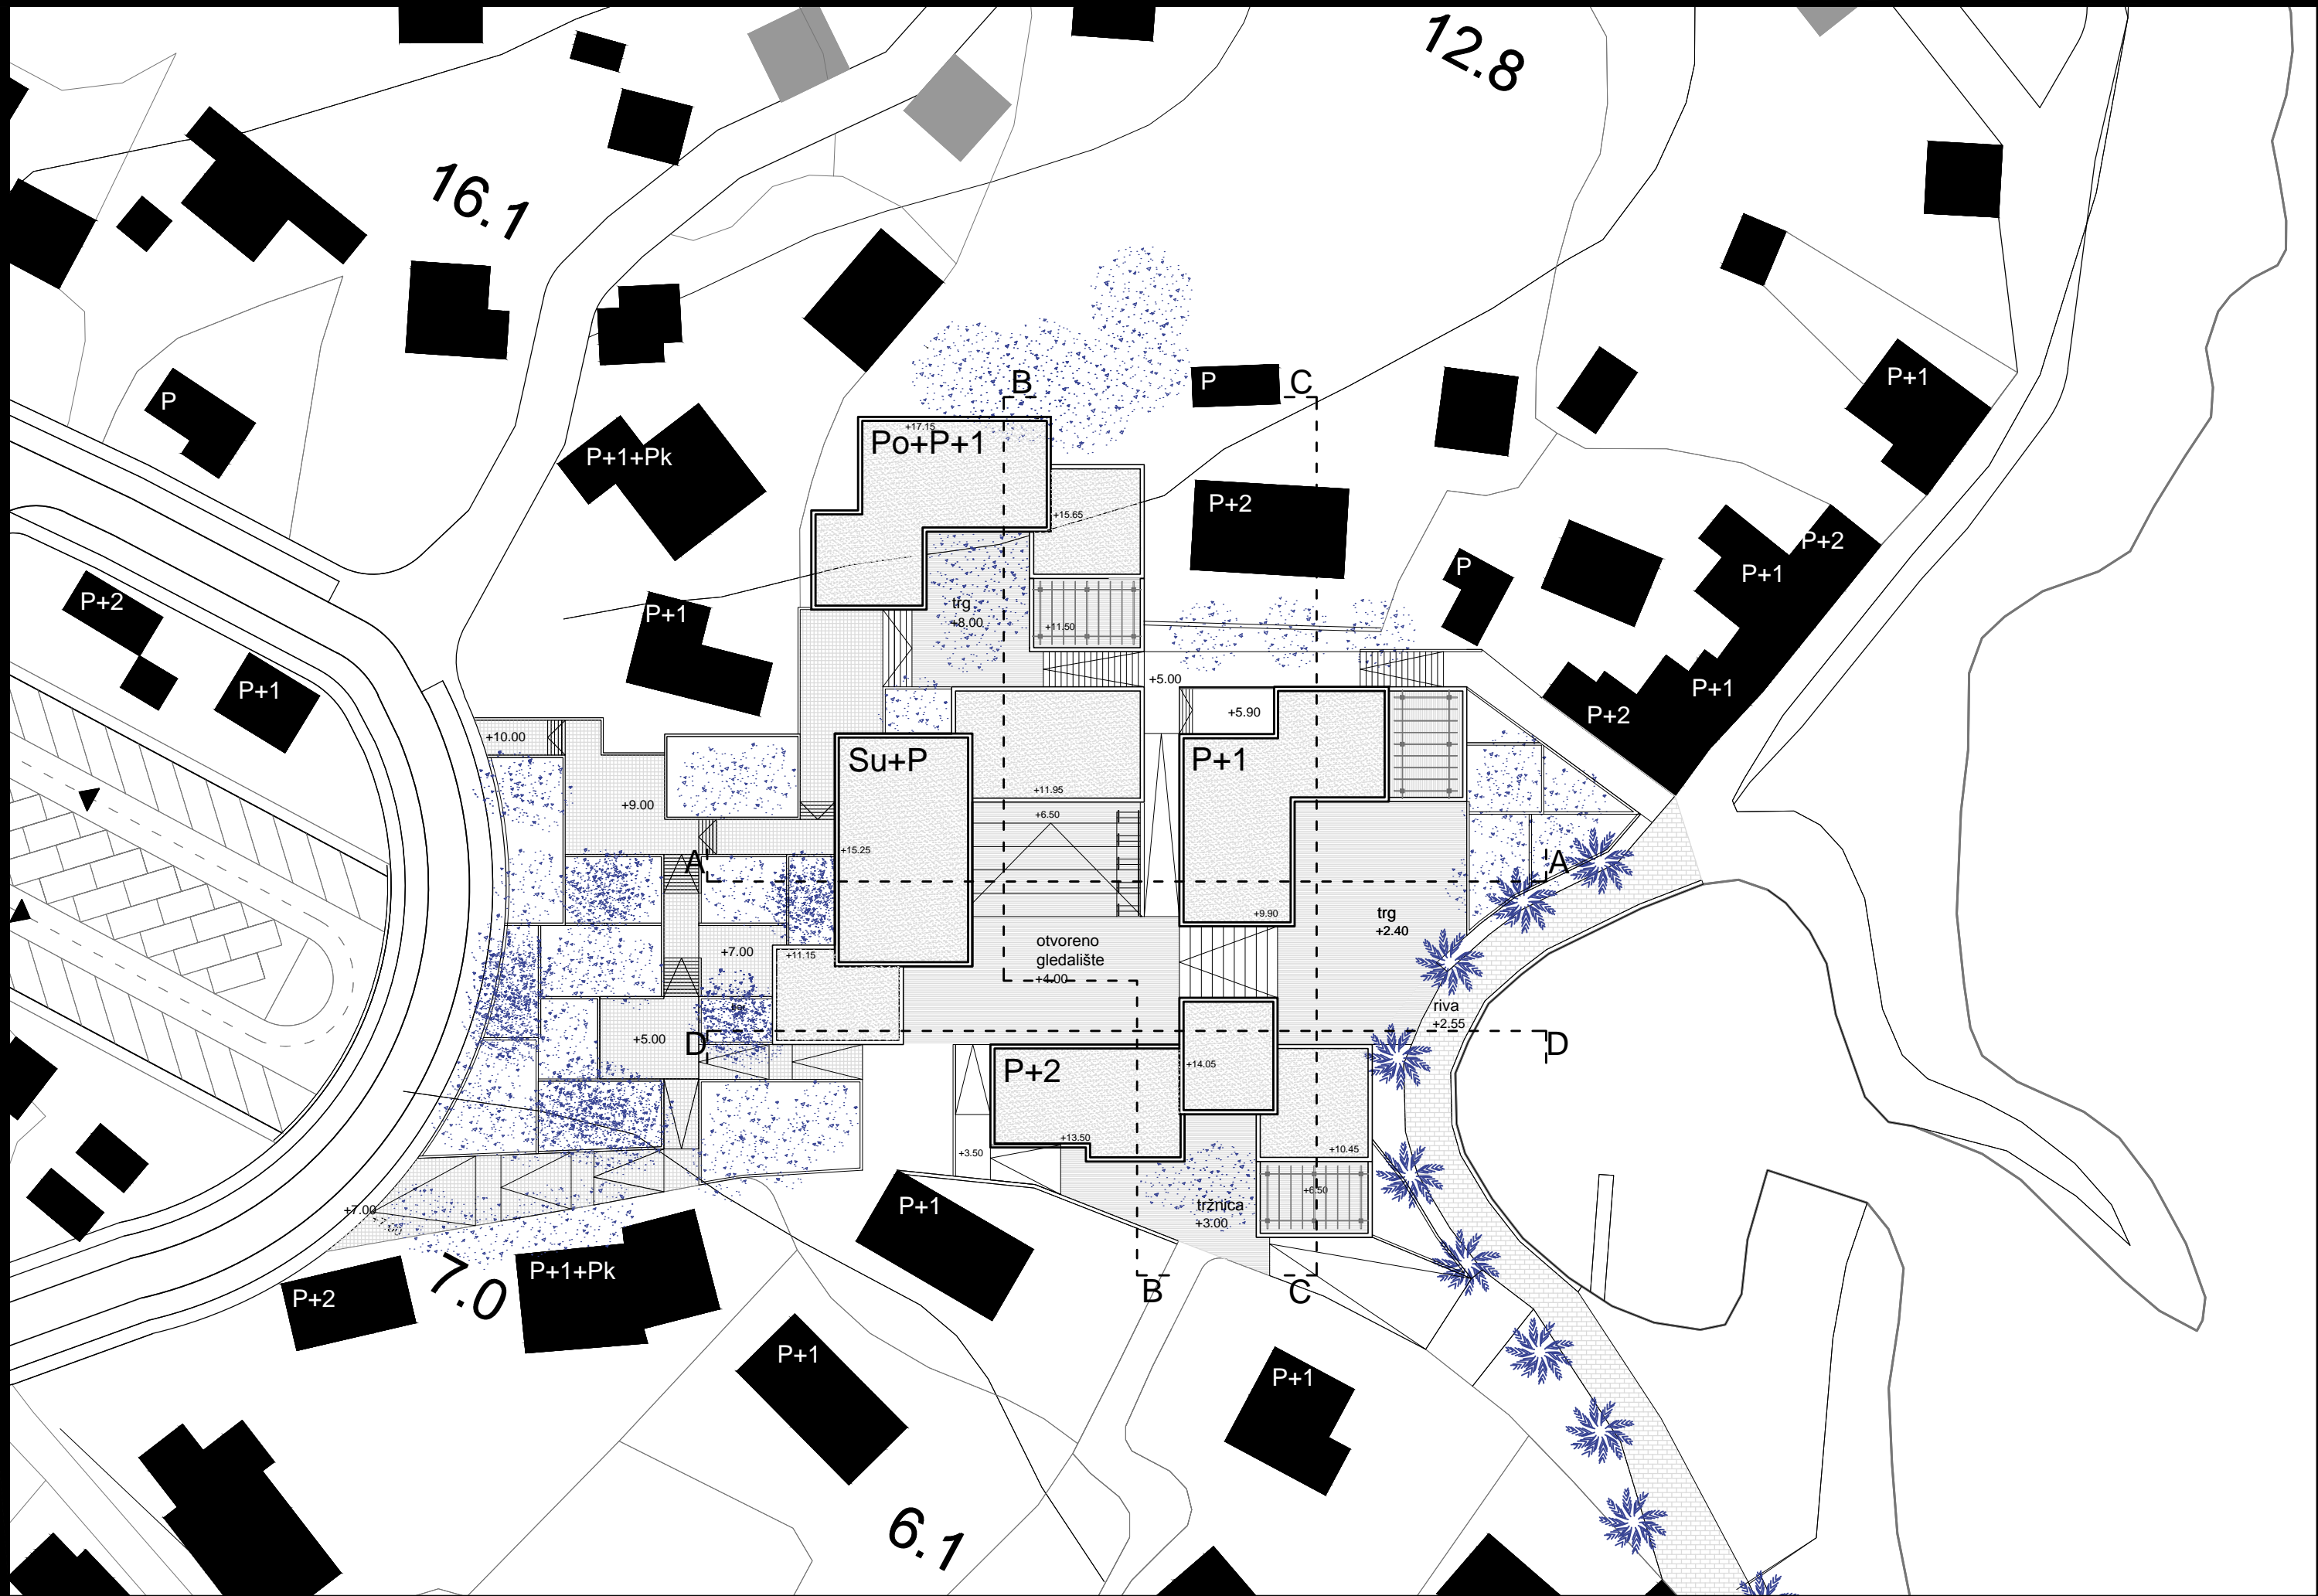 12.8
16.1
B
P
C
P+1
P
+17.15
Po+P+1
P+1+Pk
P+2
+15.65
P+2
P+1
P
P+1
P+2
trg
+8.00
P+1
+11.50
+5.00
P+1
P+1
P+2
+5.90
+10.00
Su+P
P+1
+11.95
+9.00
+6.50
+15.25
A
A
+9.90
trg
+2.40
otvoreno
gledalište
+4.00
+7.00
+11.15
riva
+2.55
+5.00
D
D
P+2
+14.05
+13.50
+3.50
+10.45
+6.50
tržnica
+3.00
+7.00
P+1
7.0
P+1+Pk
P+2
B
C
P+1
P+1
6.1